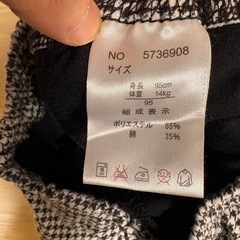 NO 5736908
サイズ
身長 95cm
体重 14kg
95
組成表示
ポリエステル 65%
綿 35%